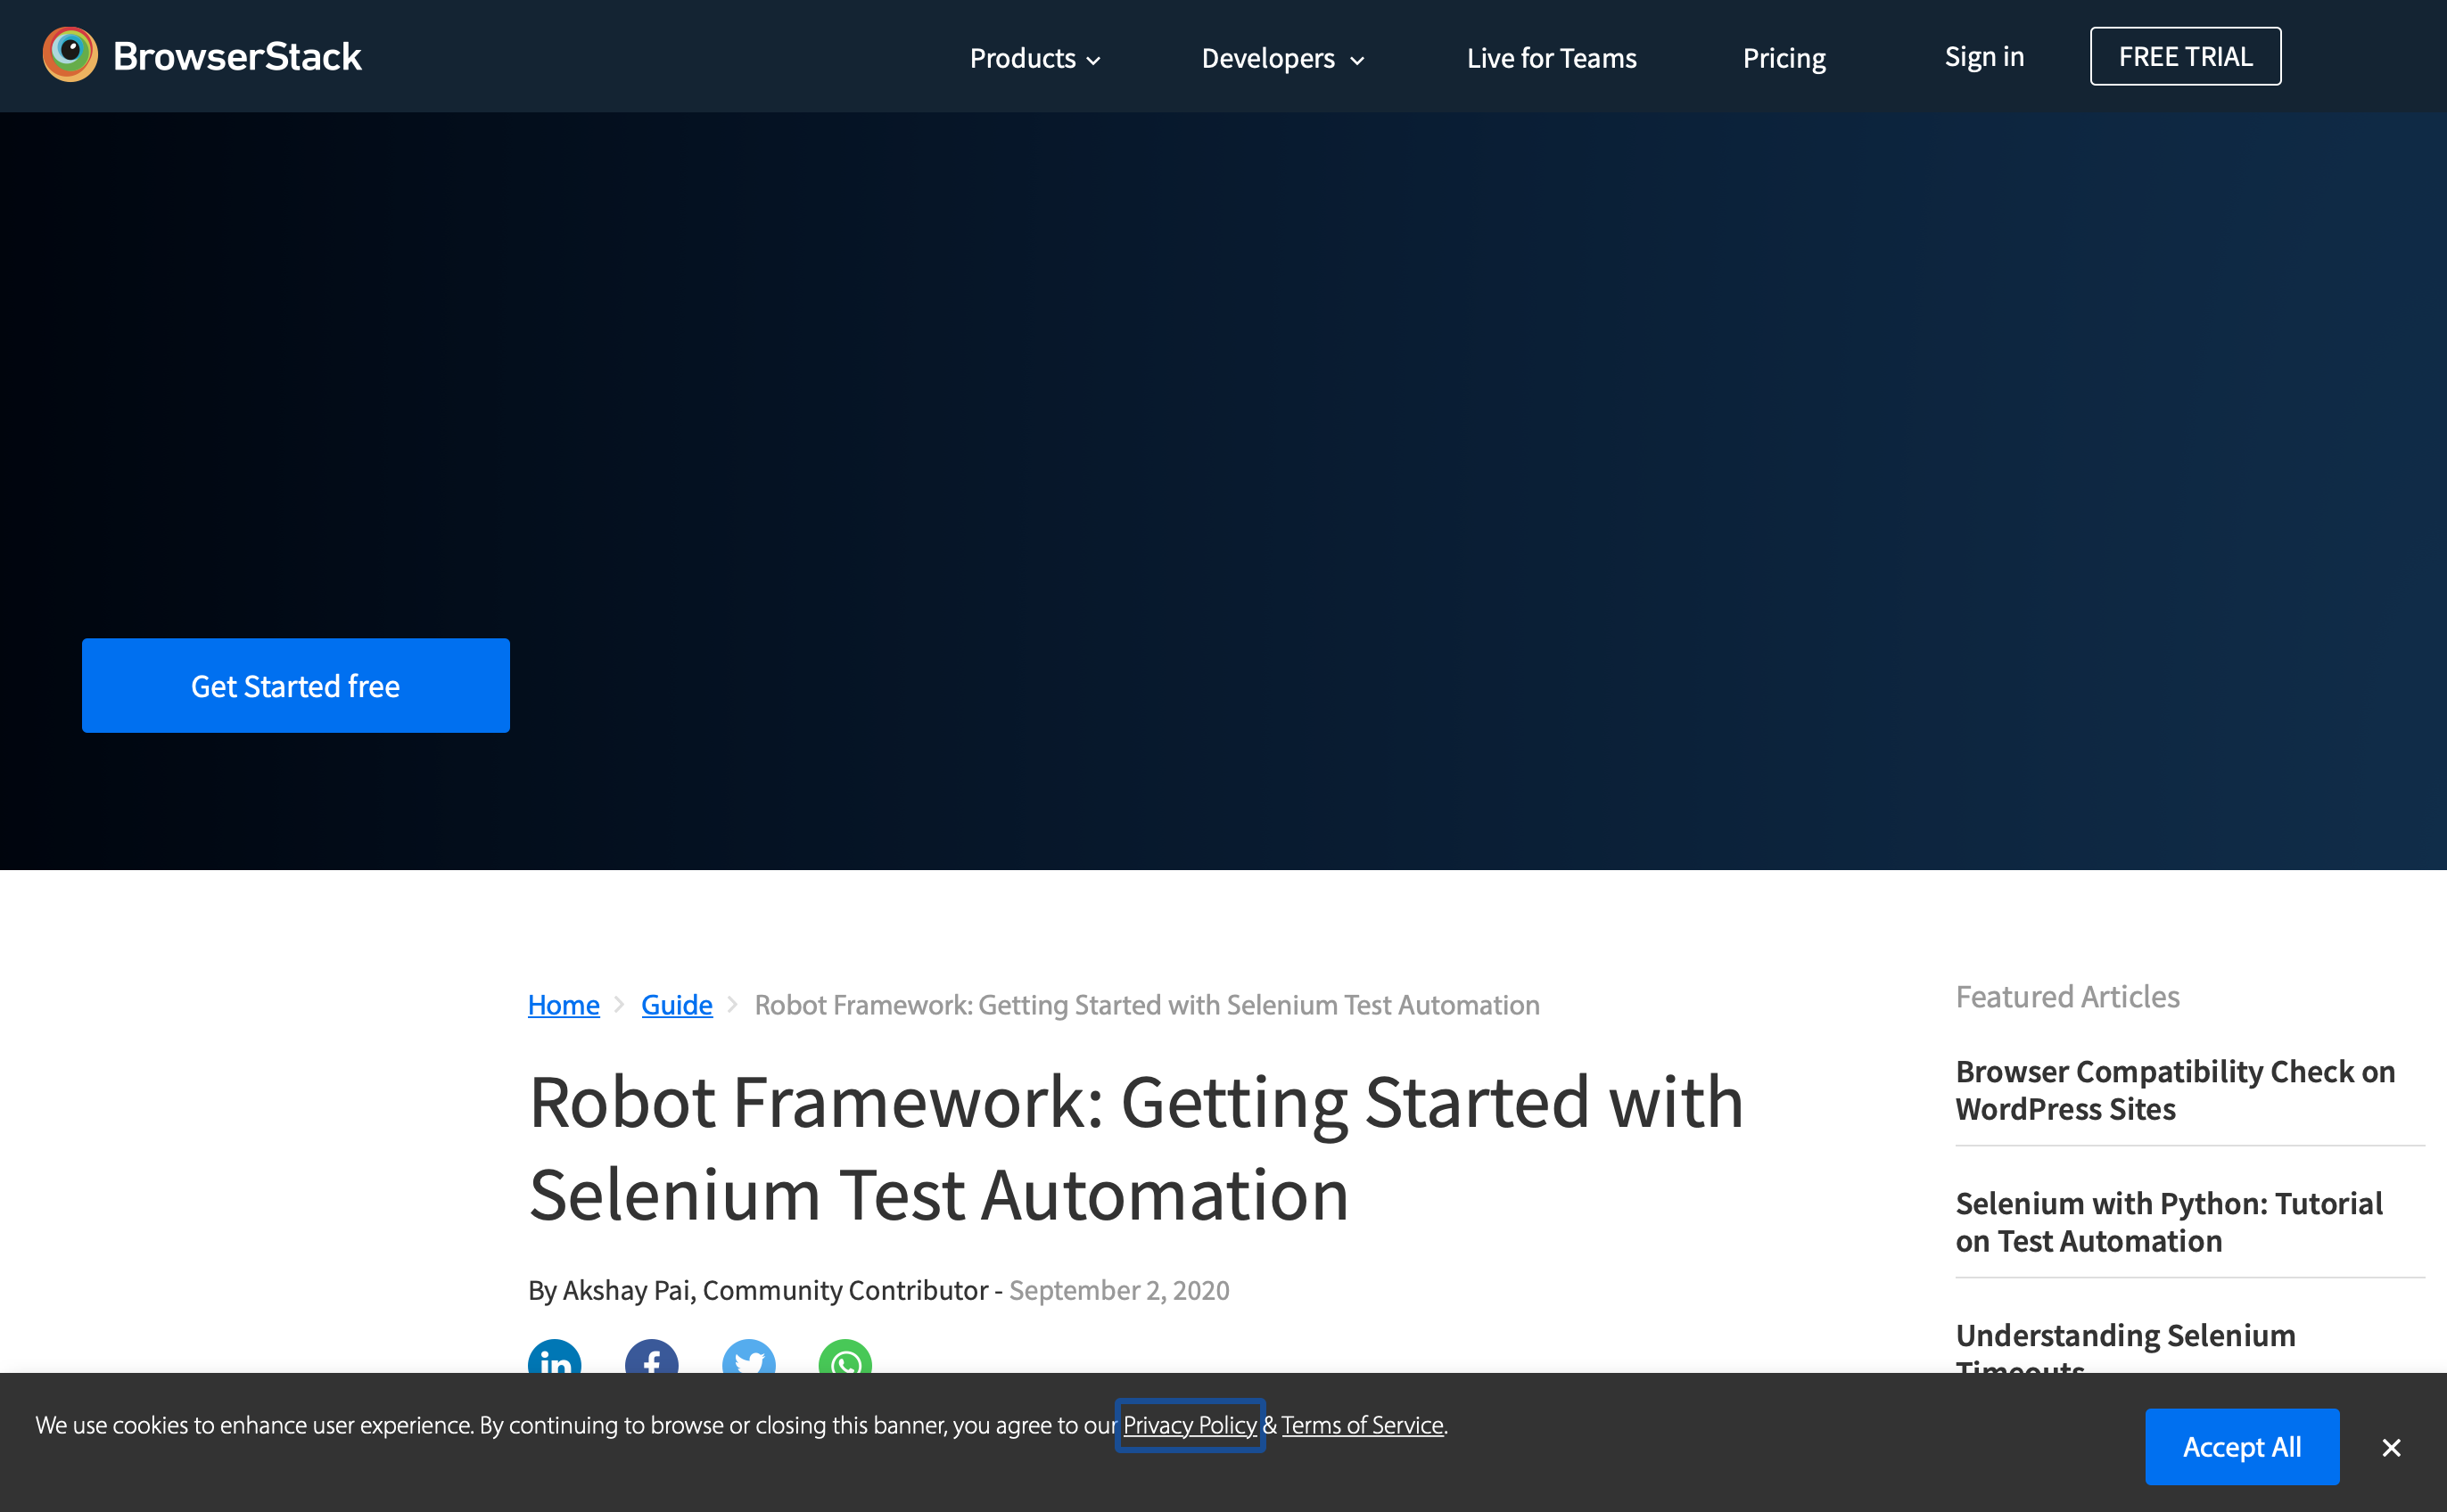 BrowserStack
Products
Developers
Live for Teams
Pricing
Sign in
FREE TRIAL
Get Started free
Home
Guide
Robot Framework: Getting Started with Selenium Test Automation
Robot Framework: Getting Started with
Selenium Test Automation
By Akshay Pai, Community Contributor - September 2, 2020
Featured Articles
Browser Compatibility Check on
WordPress Sites
Selenium with Python: Tutorial
on Test Automation
Understanding Selenium
Timeouts
We use cookies to enhance user experience. By continuing to browse or closing this banner, you agree to our Privacy Policy & Terms of Service.
Accept All